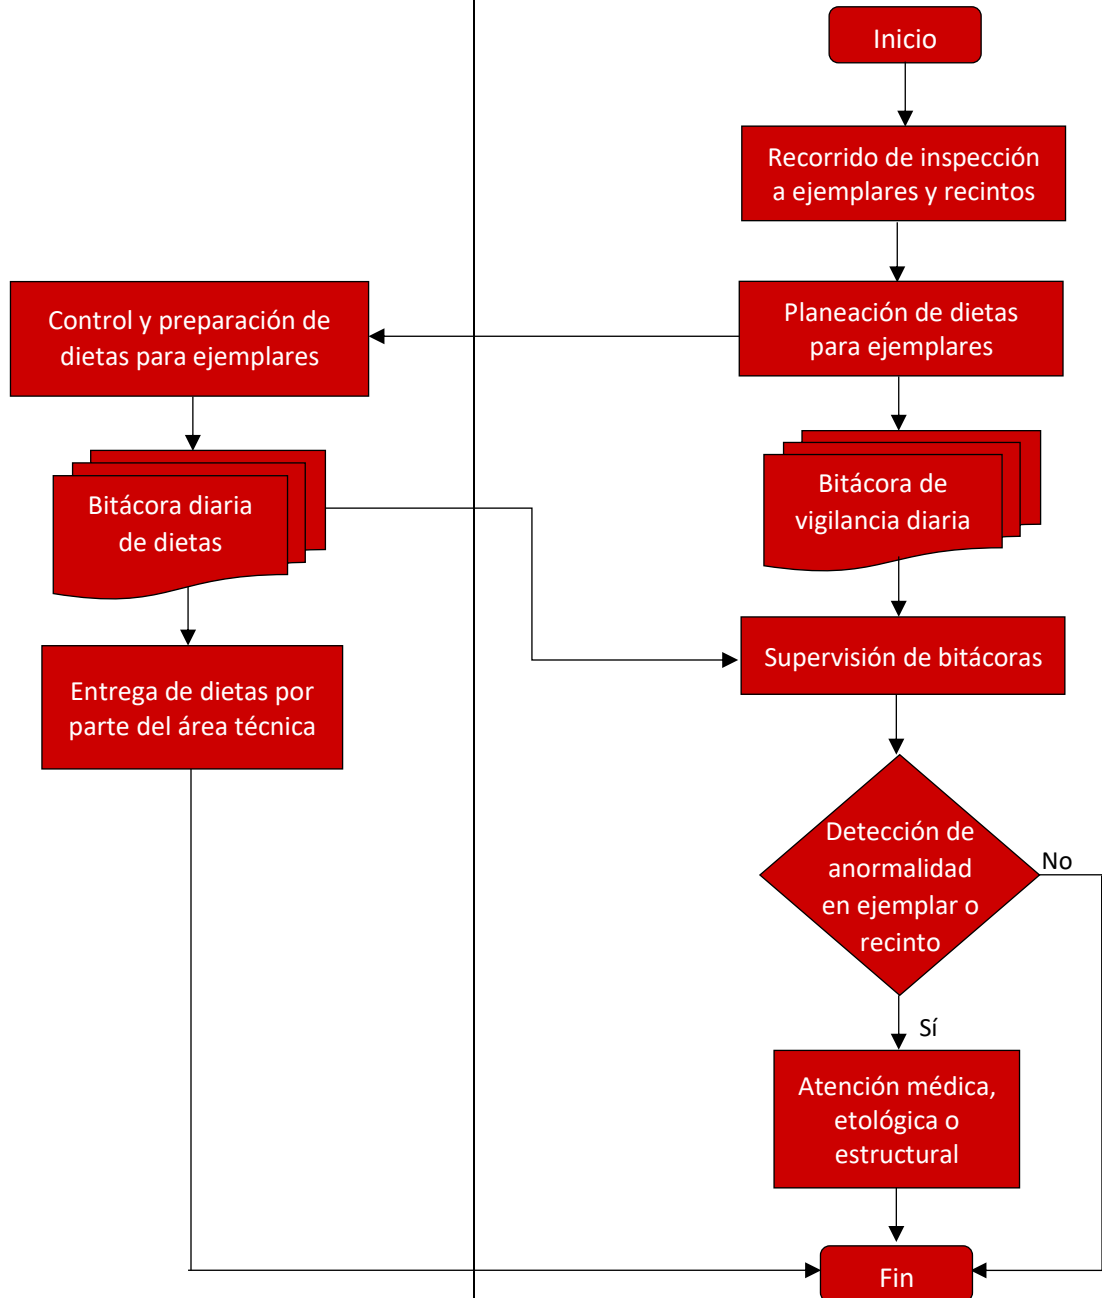 Inicio
Recorrido de inspección
a ejemplares y recintos
Planeación de dietas
para ejemplares
Control y preparación de
dietas para ejemplares
Bitácora diaria
de dietas
Bitácora de
vigilancia diaria
Entrega de dietas por
parte del área técnica
Supervisión de bitácoras
Detección de
anormalidad
en ejemplar o
recinto
No
Sí
Atención médica,
etológica o
estructural
Fin